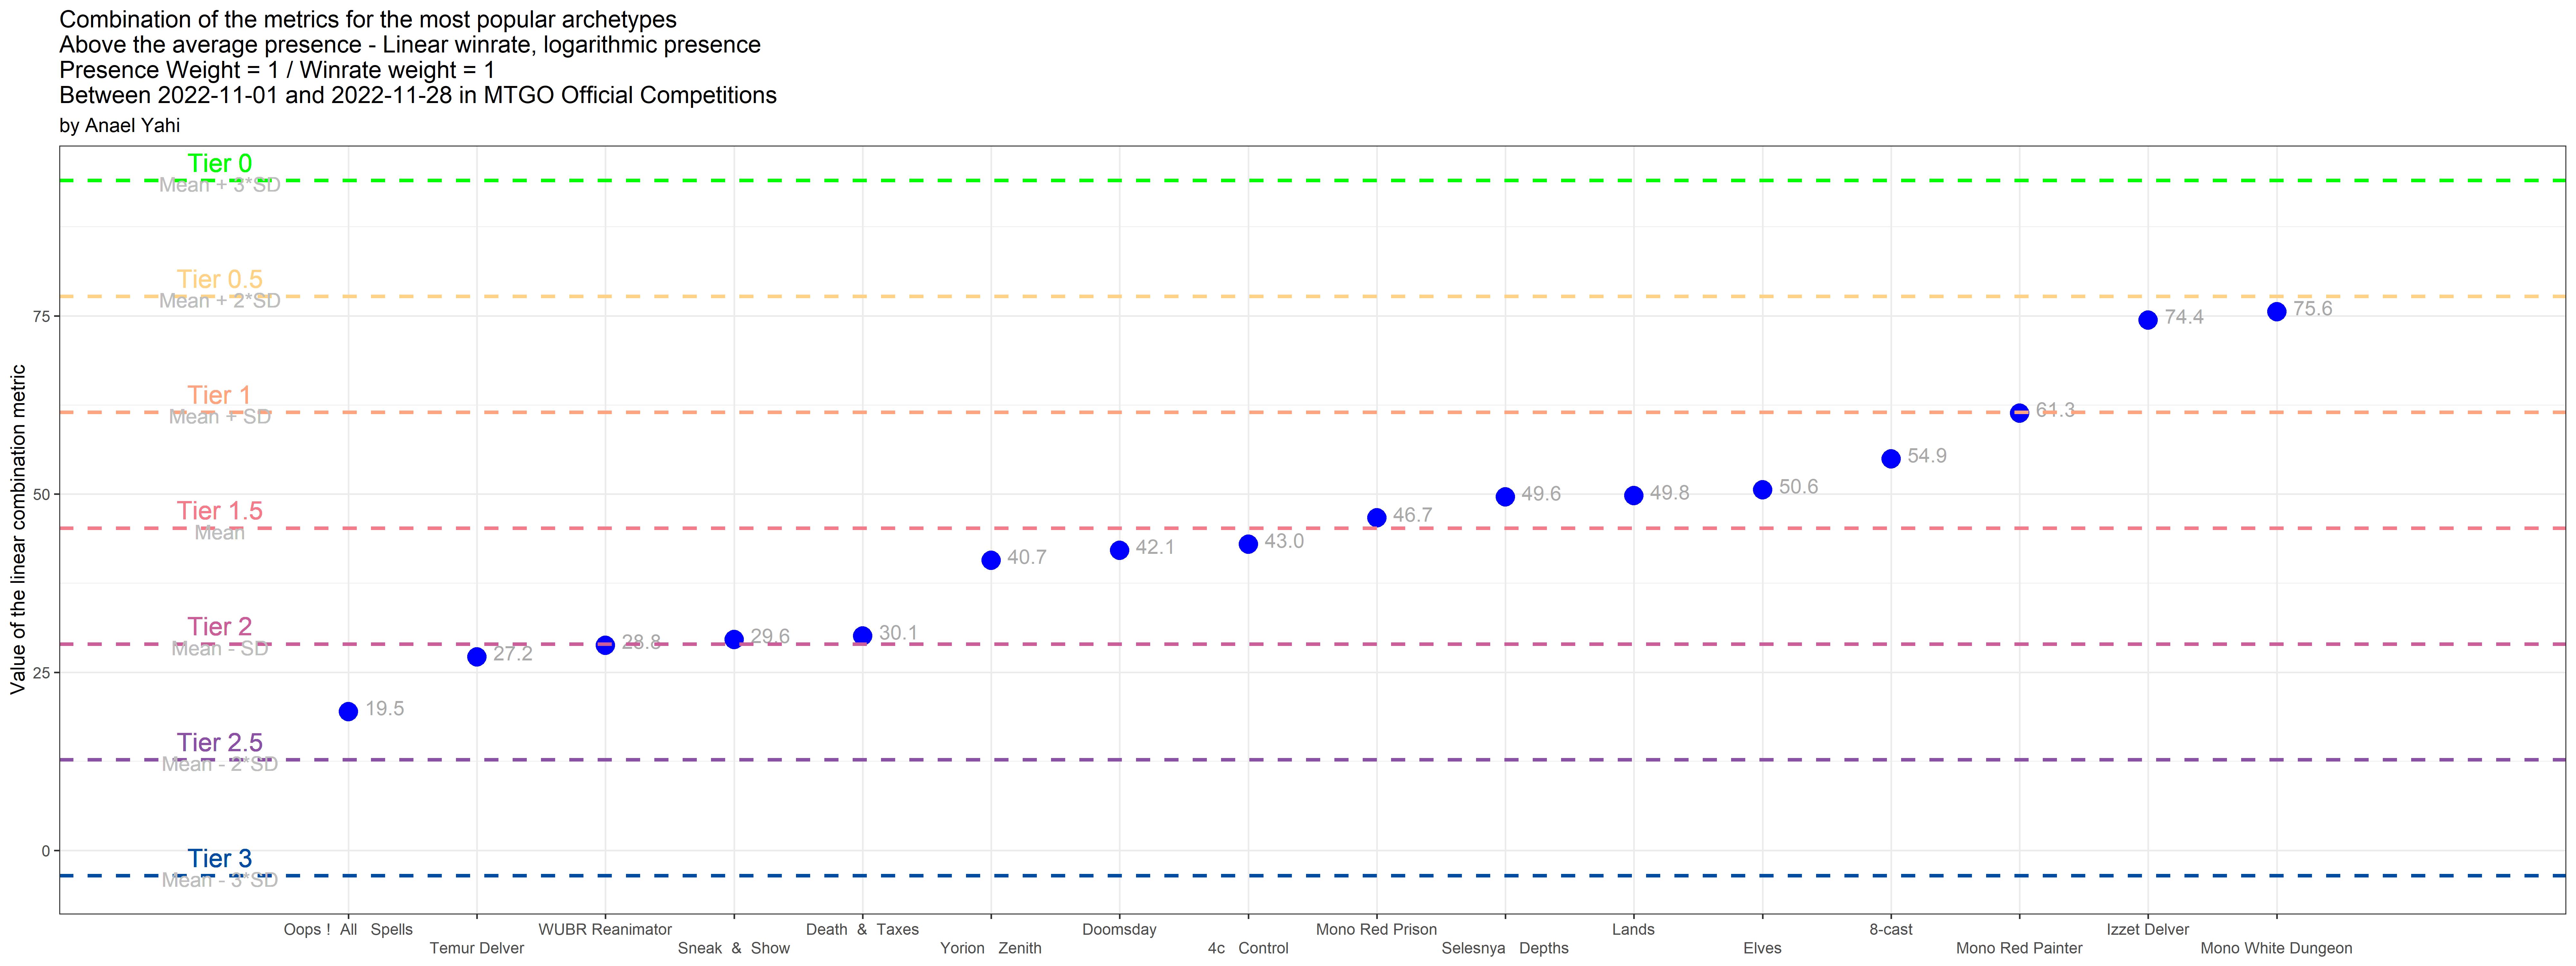 Combination of the metrics for the most popular archetypes
Above the average presence - Linear winrate, logarithmic presence
Presence Weight = 1 / Winrate weight = 1
Between 2022-11-01 and 2022-11-28 in MTGO Official Competitions
by Anael Yahi
Value of the linear combination metric
Tier 0
Mean + 3*SD
Tier 0.5
Mean + 2*SD
75
75.6
74.4
Tier 1
Mean + SD
61.3
54.9
50
50.6
49.8
49.6
46.7
Tier 1.5
Mean
43.0
42.1
40.7
Tier 2
Mean - SD
30.1
29.6
28.8
27.2
25
19.5
Tier 2.5
Mean - 2*SD
0
Tier 3
Mean - 3*SD
Oops ! All Spells
Temur Delver
WUBR Reanimator
Sneak & Show
Death & Taxes
Yorion Zenith
Doomsday
4c Control
Mono Red Prison
Selesnya Depths
Lands
Elves
8-cast
Mono Red Painter
Izzet Delver
Mono White Dungeon